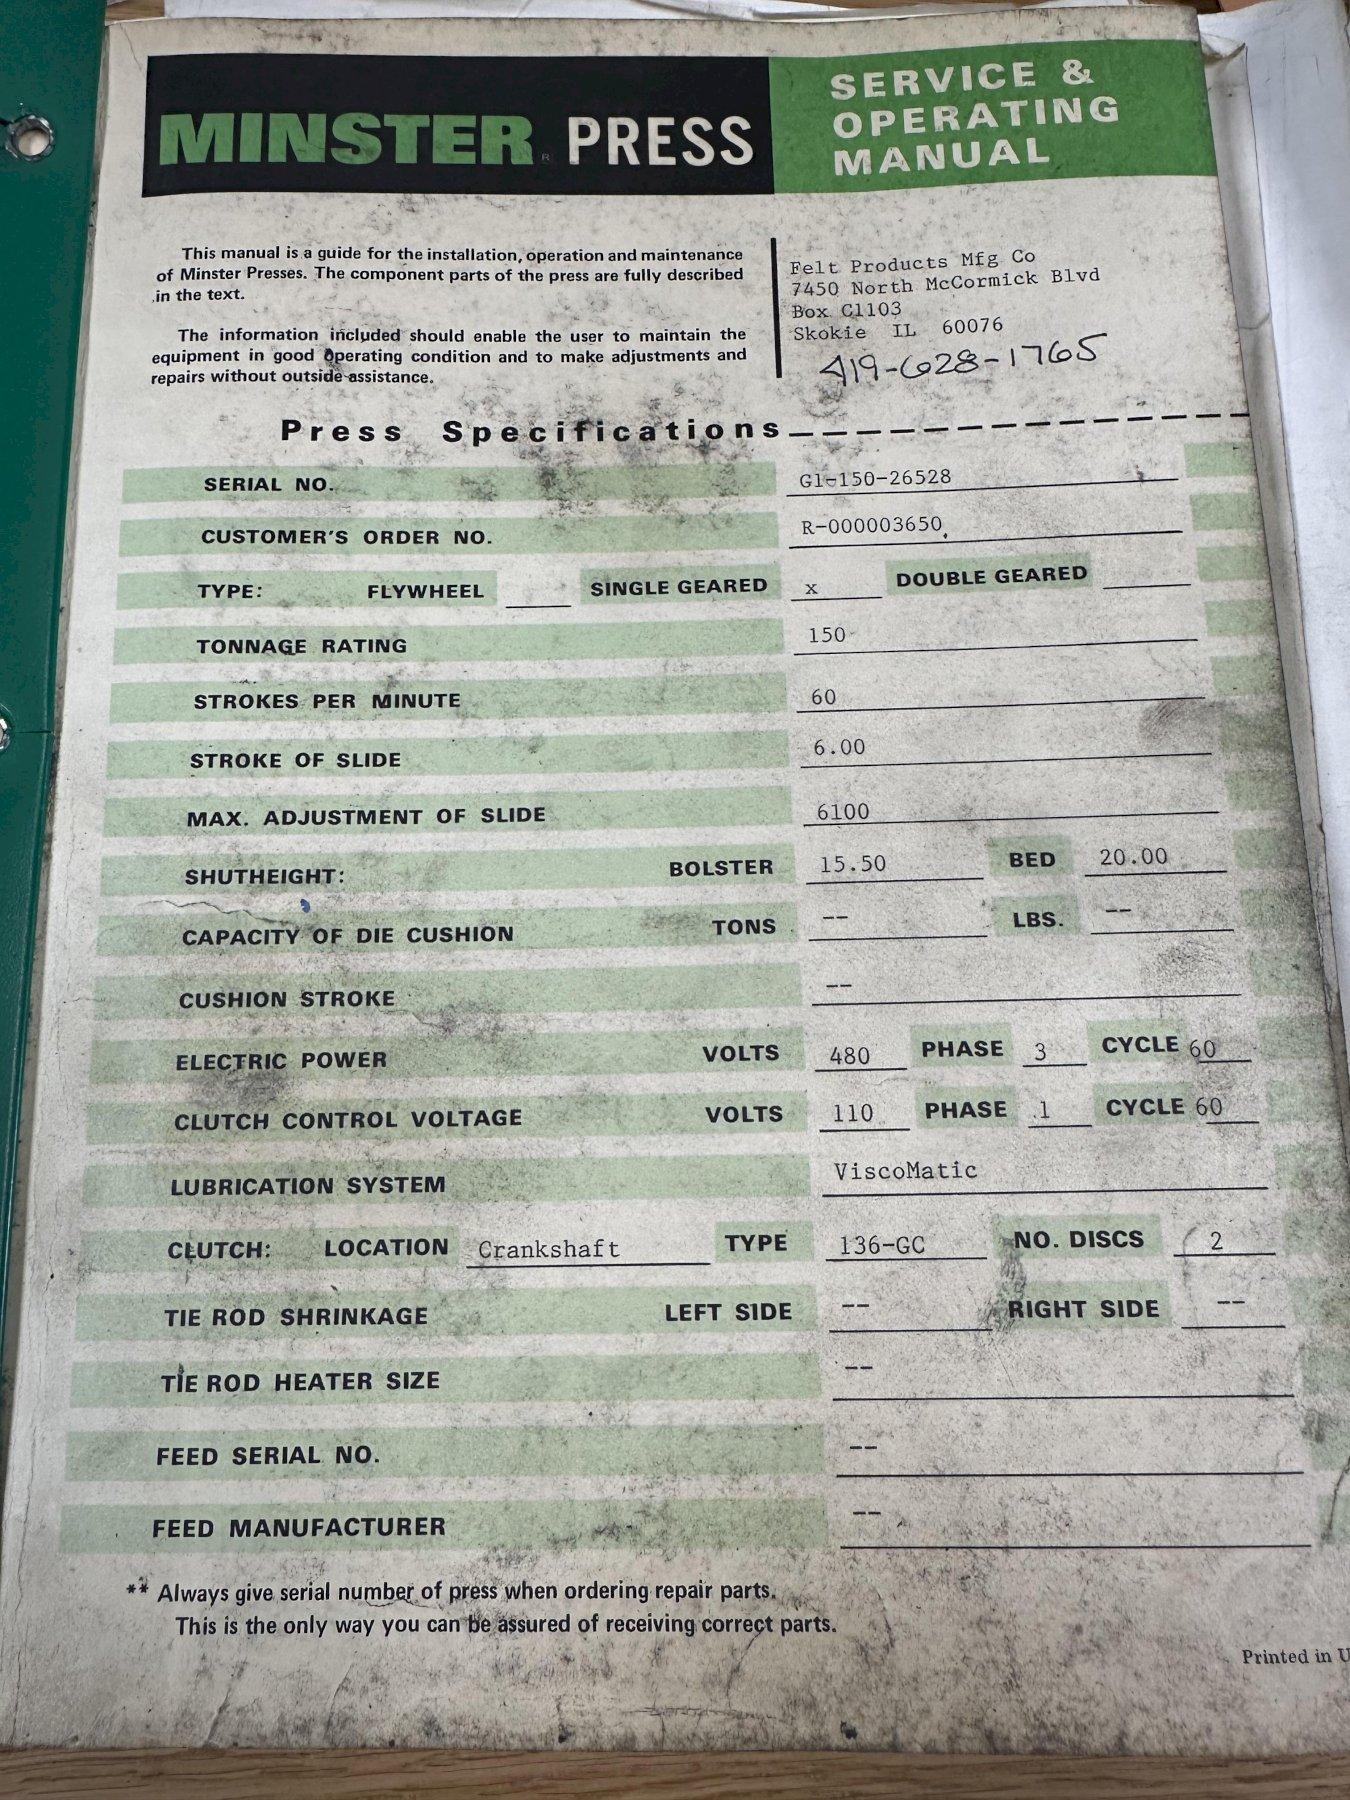 MINSTER® PRESS
SERVICE &
OPERATING
MANUAL
This manual is a guide for the installation, operation and maintenance
of Minster Presses. The component parts of the press are fully described
in the text.
The information included should enable the user to maintain the
equipment in good operating condition and to make adjustments and
repairs without outside assistance.
Felt Products Mfg Co
7450 North McCormick Blvd
Box C1103
Skokie IL 60076
419-628-1765
Press Specifications
SERIAL NO. G1-150-26528
CUSTOMER'S ORDER NO. R-000003650
TYPE: FLYWHEEL SINGLE GEARED x DOUBLE GEARED
TONNAGE RATING 150
STROKES PER MINUTE 60
STROKE OF SLIDE 6.00
MAX. ADJUSTMENT OF SLIDE 6100
SHUTHEIGHT: BOLSTER 15.50 BED 20.00
CAPACITY OF DIE CUSHION TONS -- LBS. --
CUSHION STROKE --
ELECTRIC POWER VOLTS 480 PHASE 3 CYCLE 60
CLUTCH CONTROL VOLTAGE VOLTS 110 PHASE 1 CYCLE 60
LUBRICATION SYSTEM ViscoMatic
CLUTCH: LOCATION Crankshaft TYPE 136-GC NO. DISCS 2
TIE ROD SHRINKAGE LEFT SIDE -- RIGHT SIDE --
TIE ROD HEATER SIZE --
FEED SERIAL NO. --
FEED MANUFACTURER --
** Always give serial number of press when ordering repair parts.
This is the only way you can be assured of receiving correct parts.
Printed in U